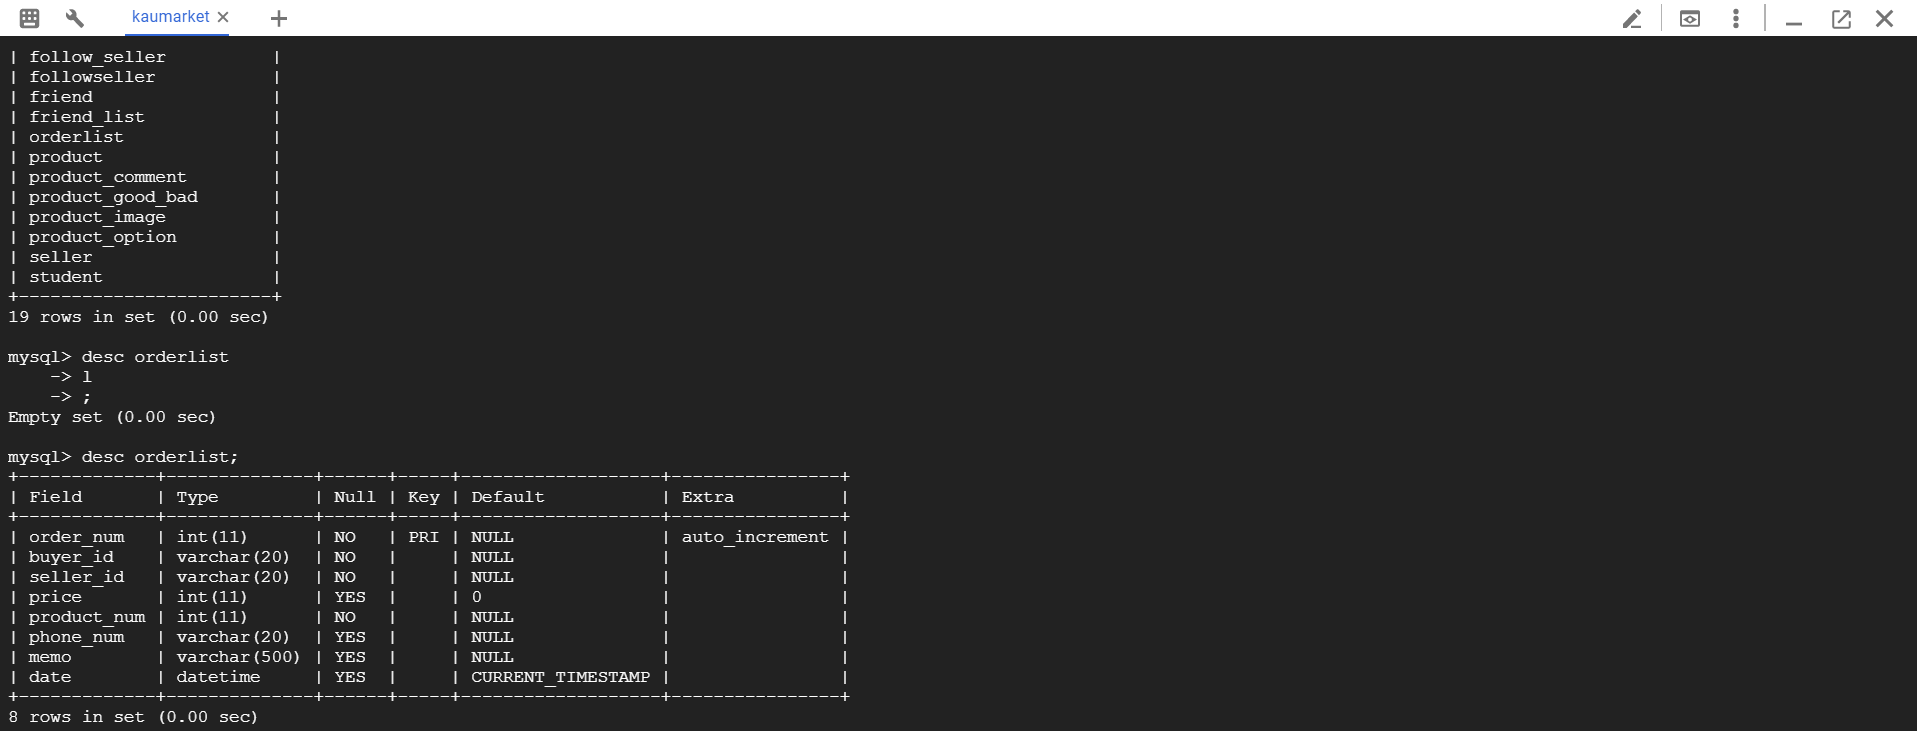 kaumarket
| follow_seller          |
| followseller           |
| friend                 |
| friend_list            |
| orderlist              |
| product                |
| product_comment        |
| product_good_bad       |
| product_image          |
| product_option         |
| seller                 |
| student                |
+------------------------+
19 rows in set (0.00 sec)
mysql> desc orderlist
    -> l
    -> ;
Empty set (0.00 sec)
mysql> desc orderlist;
+-------------+--------------+------+-----+-------------------+----------------+
| Field       | Type         | Null | Key | Default           | Extra          |
+-------------+--------------+------+-----+-------------------+----------------+
| order_num   | int(11)      | NO   | PRI | NULL              | auto_increment |
| buyer_id    | varchar(20)  | NO   |     | NULL              |                |
| seller_id   | varchar(20)  | NO   |     | NULL              |                |
| price       | int(11)      | YES  |     | 0                 |                |
| product_num | int(11)      | NO   |     | NULL              |                |
| phone_num   | varchar(20)  | YES  |     | NULL              |                |
| memo        | varchar(500) | YES  |     | NULL              |                |
| date        | datetime     | YES  |     | CURRENT_TIMESTAMP |                |
+-------------+--------------+------+-----+-------------------+----------------+
8 rows in set (0.00 sec)